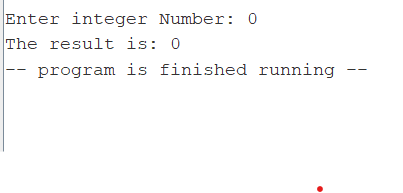 Enter integer Number: 0
The result is: 0
-- program is finished running --